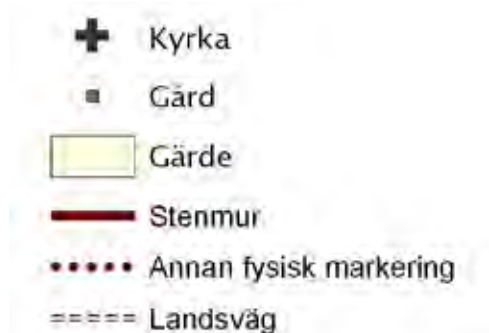 Kyrka
Gård
Gärde
Stenmur
Annan fysisk markering
Landsväg